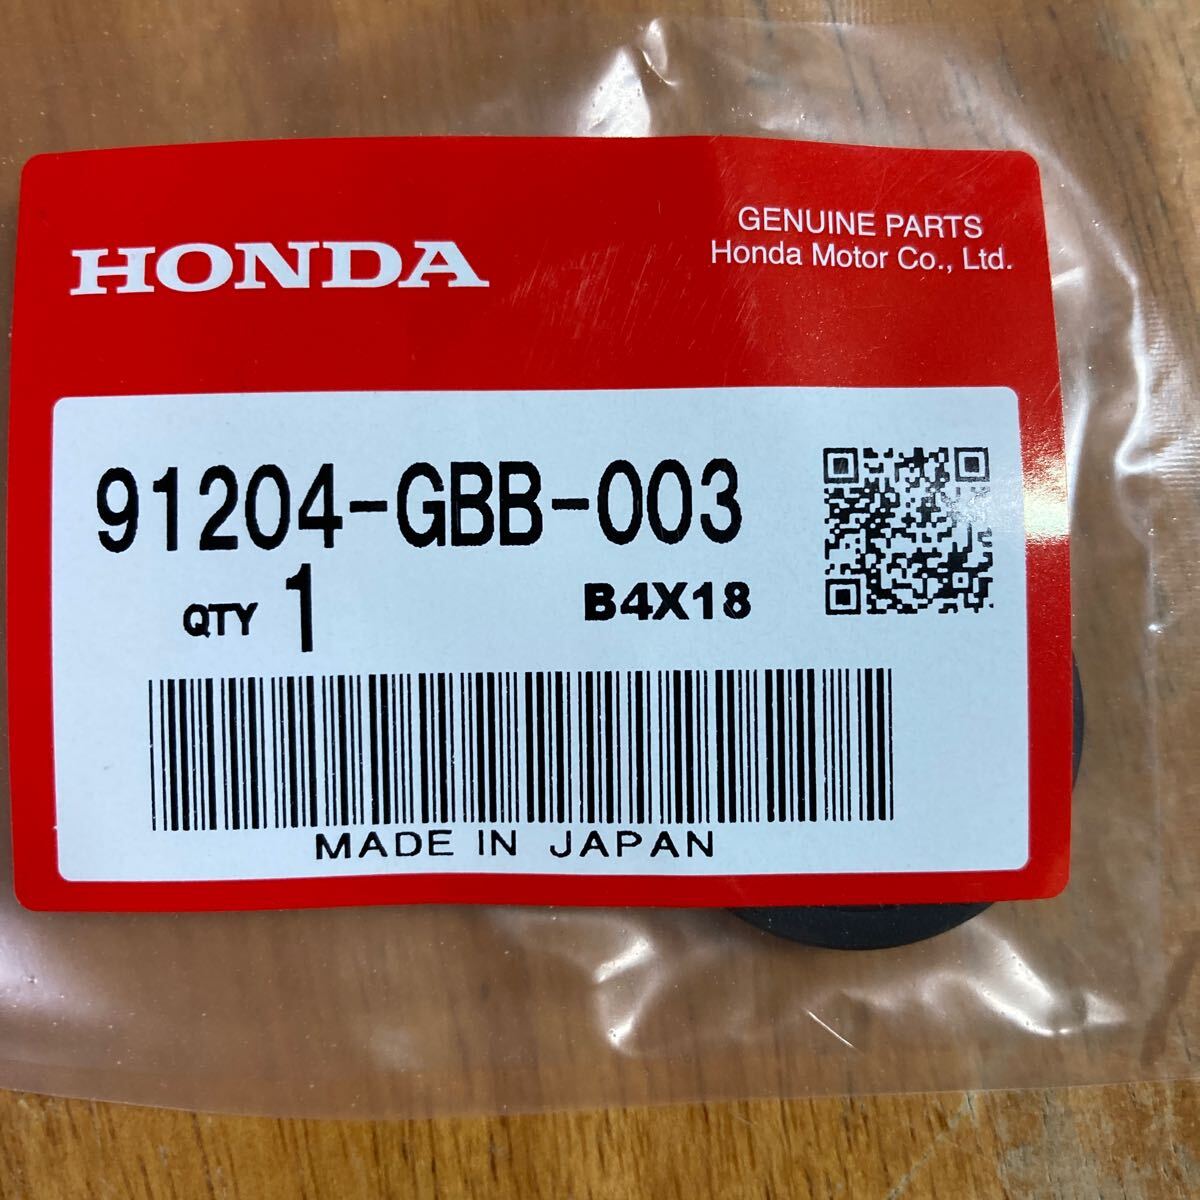 HONDA
GENUINE PARTS
Honda Motor Co., Ltd.
91204-GBB-003
QTY 1 B4X18
MADE IN JAPAN